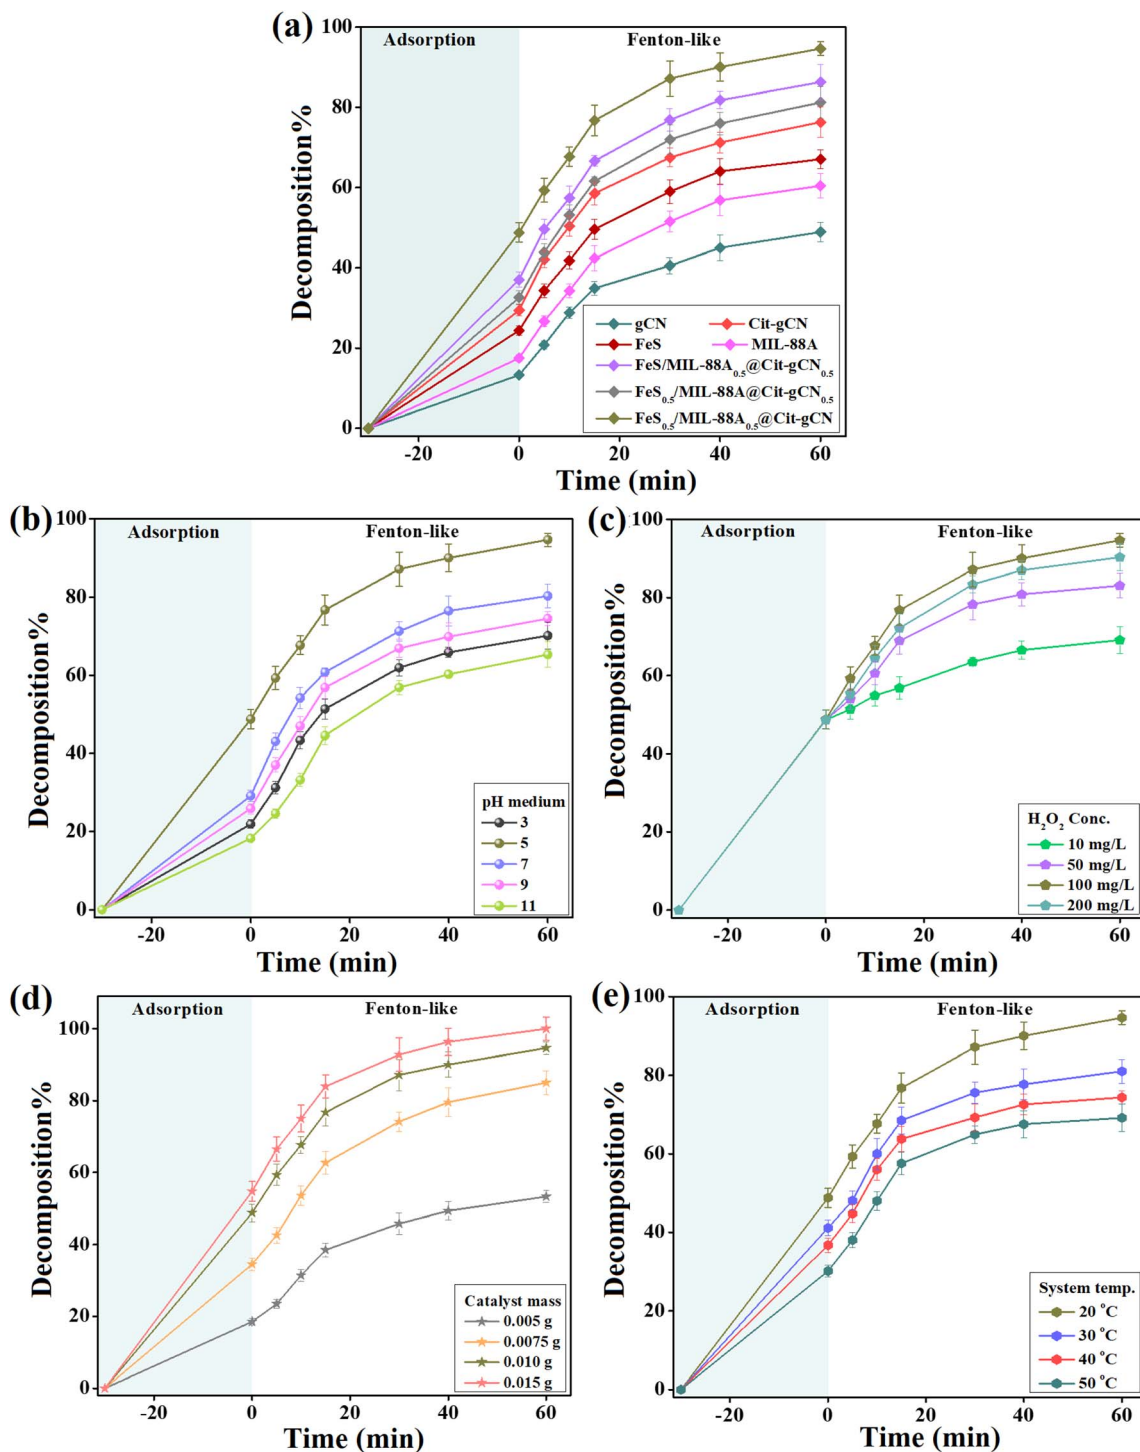 (a)
Adsorption Fenton-like
Decomposition%
100
80
60
40
20
0
gCN Cit-gCN
FeS MIL-88A
FeS/MIL-88A0.5@Cit-gCN0.5
FeS0.5/MIL-88A@Cit-gCN0.5
FeS0.5/MIL-88A0.5@Cit-gCN
-20 0 20 40 60
Time (min)
(b)
Adsorption Fenton-like
Decomposition%
100
80
60
40
20
0
pH medium
3
5
7
9
11
-20 0 20 40 60
Time (min)
(c)
Adsorption Fenton-like
Decomposition%
100
80
60
40
20
0
H2O2 Conc.
10 mg/L
50 mg/L
100 mg/L
200 mg/L
-20 0 20 40 60
Time (min)
(d)
Adsorption Fenton-like
Decomposition%
100
80
60
40
20
0
Catalyst mass
0.005 g
0.0075 g
0.010 g
0.015 g
-20 0 20 40 60
Time (min)
(e)
Adsorption Fenton-like
Decomposition%
100
80
60
40
20
0
System temp.
20 °C
30 °C
40 °C
50 °C
-20 0 20 40 60
Time (min)